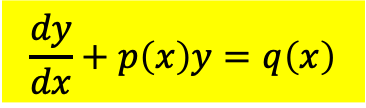 dy/dx + p(x)y = q(x)